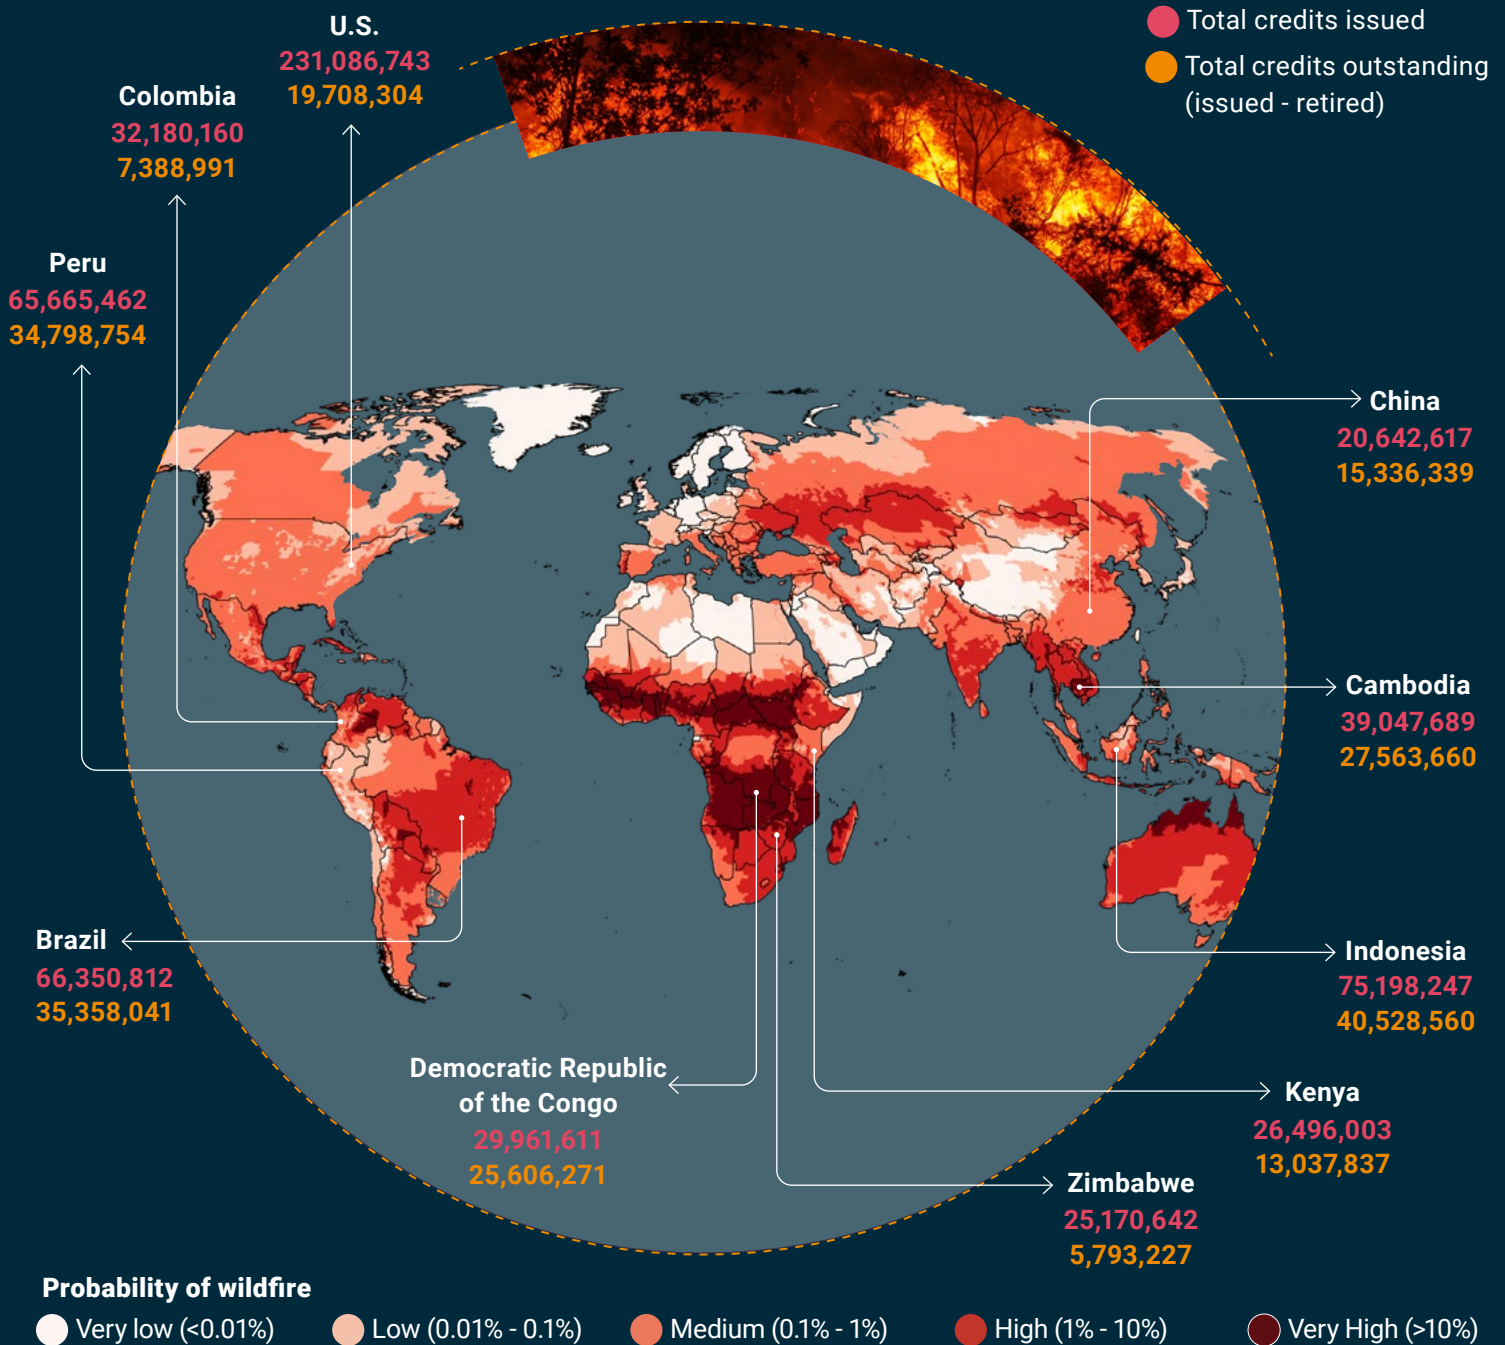 Total credits issued
Total credits outstanding
(issued - retired)
U.S.
231,086,743
19,708,304
Colombia
32,180,160
7,388,991
Peru
65,665,462
34,798,754
China
20,642,617
15,336,339
Cambodia
39,047,689
27,563,660
Brazil
66,350,812
35,358,041
Indonesia
75,198,247
40,528,560
Democratic Republic
of the Congo
29,961,611
25,606,271
Kenya
26,496,003
13,037,837
Zimbabwe
25,170,642
5,793,227
Probability of wildfire
Very low (<0.01%)
Low (0.01% - 0.1%)
Medium (0.1% - 1%)
High (1% - 10%)
Very High (>10%)